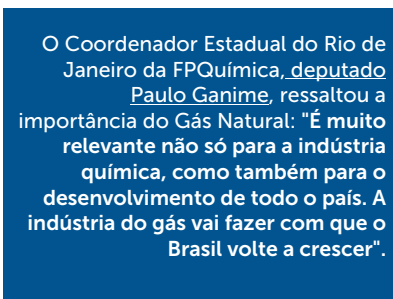 O Coordenador Estadual do Rio de
Janeiro da FPQuímica, deputado
Paulo Ganime, ressaltou a
importância do Gás Natural: "É muito
relevante não só para a indústria
química, como também para o
desenvolvimento de todo o país. A
indústria do gás vai fazer com que o
Brasil volte a crescer".